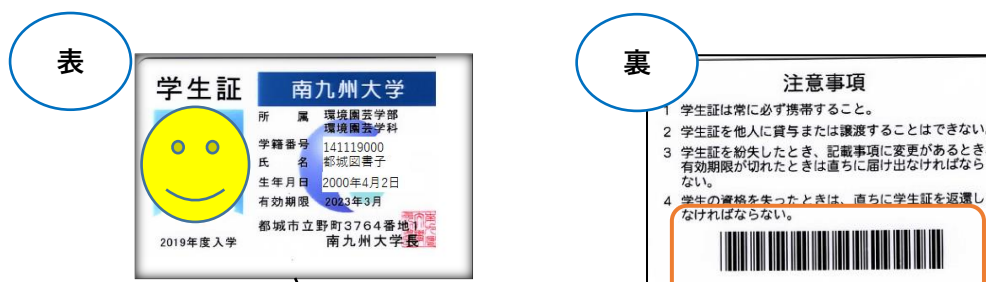 表
学生証
南九州大学
所　属　環境園芸学部
環境園芸学科
学籍番号　141119000
氏　名　都城図書子
生年月日　2000年4月2日
有効期限　2023年3月
都城市立野町3764番地1
南九州大学長
2019年度入学
裏
注意事項
1 学生証は常に必ず携帯すること。
2 学生証を他人に貸与または譲渡することはできない。
3 学生証を紛失したとき、記載事項に変更があるとき
有効期限が切れたときは直ちに届け出なければなら
ない。
4 学生の資格を失ったときは、直ちに学生証を返還し
なければならない。